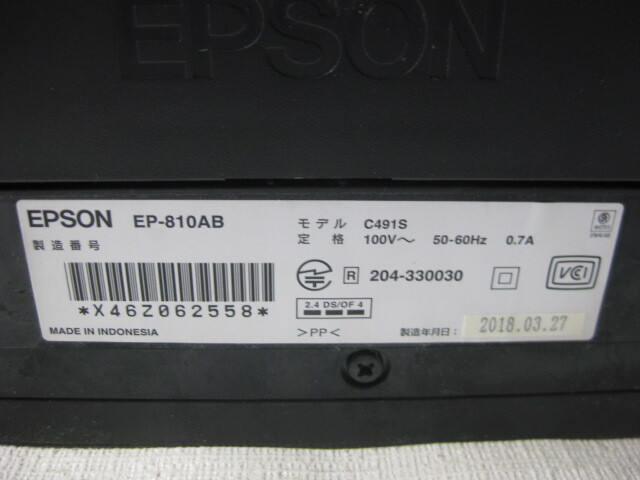 EPSON
EPSON EP-810AB
製造番号
*X46Z062558*
MADE IN INDONESIA
モデル C491S
定格 100V～ 50-60Hz 0.7A
R 204-330030
2.4 DS/OF 4
>PP<
製造年月日: 2018.03.27
VCI